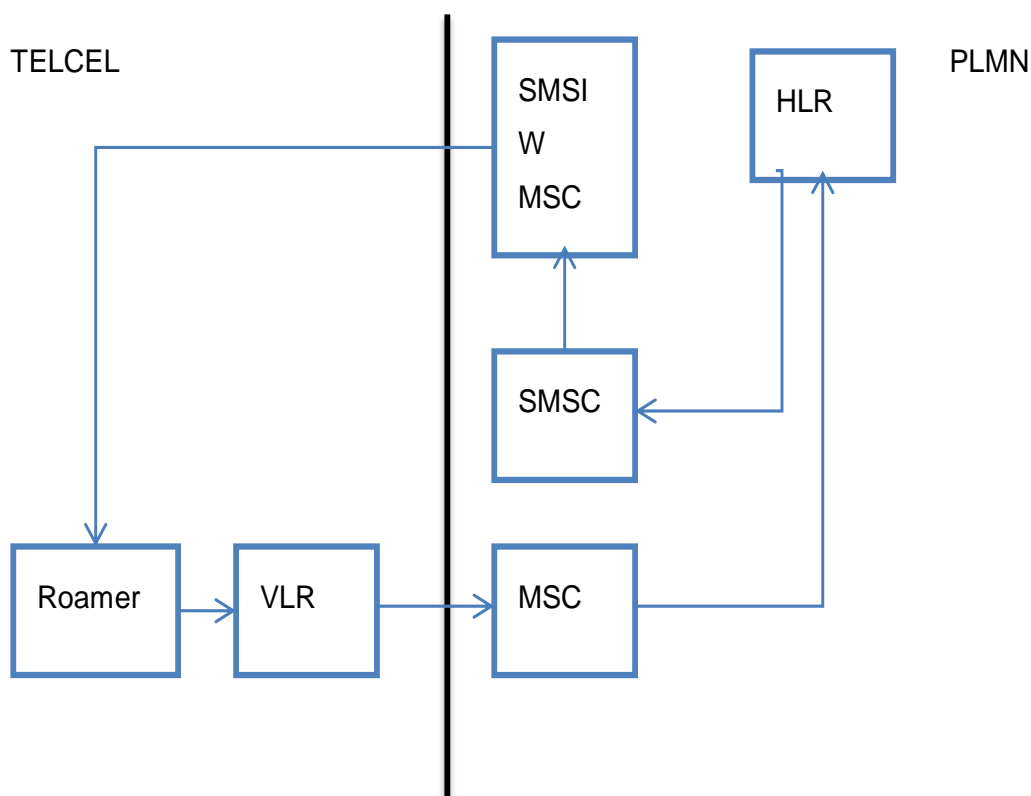 TELCEL
PLMN
SMSI
W
MSC
HLR
SMSC
Roamer
VLR
MSC